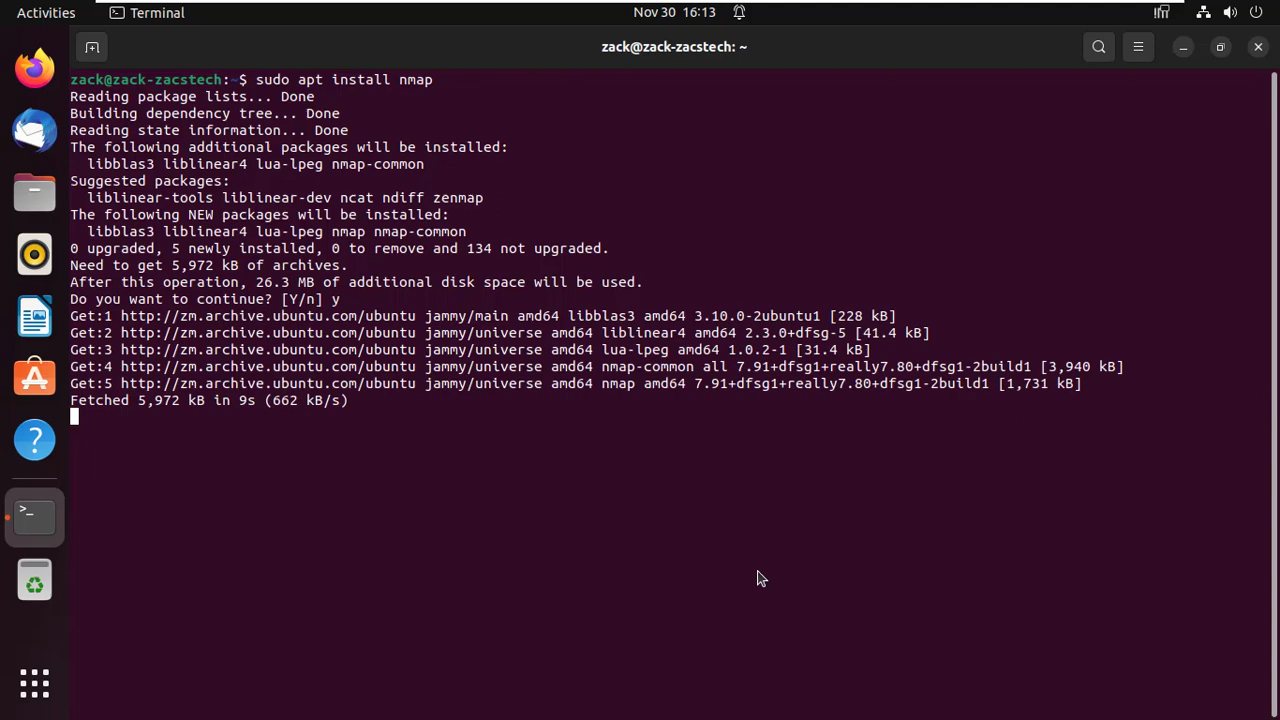 Activities Terminal Nov 30 16:13
zack@zack-zacstech: ~
zack@zack-zacstech:~$ sudo apt install nmap
Reading package lists... Done
Building dependency tree... Done
Reading state information... Done
The following additional packages will be installed:
  libblas3 liblinear4 lua-lpeg nmap-common
Suggested packages:
  liblinear-tools liblinear-dev ncat ndiff zenmap
The following NEW packages will be installed:
  libblas3 liblinear4 lua-lpeg nmap nmap-common
0 upgraded, 5 newly installed, 0 to remove and 134 not upgraded.
Need to get 5,972 kB of archives.
After this operation, 26.3 MB of additional disk space will be used.
Do you want to continue? [Y/n] y
Get:1 http://zm.archive.ubuntu.com/ubuntu jammy/main amd64 libblas3 amd64 3.10.0-2ubuntu1 [228 kB]
Get:2 http://zm.archive.ubuntu.com/ubuntu jammy/universe amd64 liblinear4 amd64 2.3.0+dfsg-5 [41.4 kB]
Get:3 http://zm.archive.ubuntu.com/ubuntu jammy/universe amd64 lua-lpeg amd64 1.0.2-1 [31.4 kB]
Get:4 http://zm.archive.ubuntu.com/ubuntu jammy/universe amd64 nmap-common all 7.91+dfsg1+really7.80+dfsg1-2build1 [3,940 kB]
Get:5 http://zm.archive.ubuntu.com/ubuntu jammy/universe amd64 nmap amd64 7.91+dfsg1+really7.80+dfsg1-2build1 [1,731 kB]
Fetched 5,972 kB in 9s (662 kB/s)